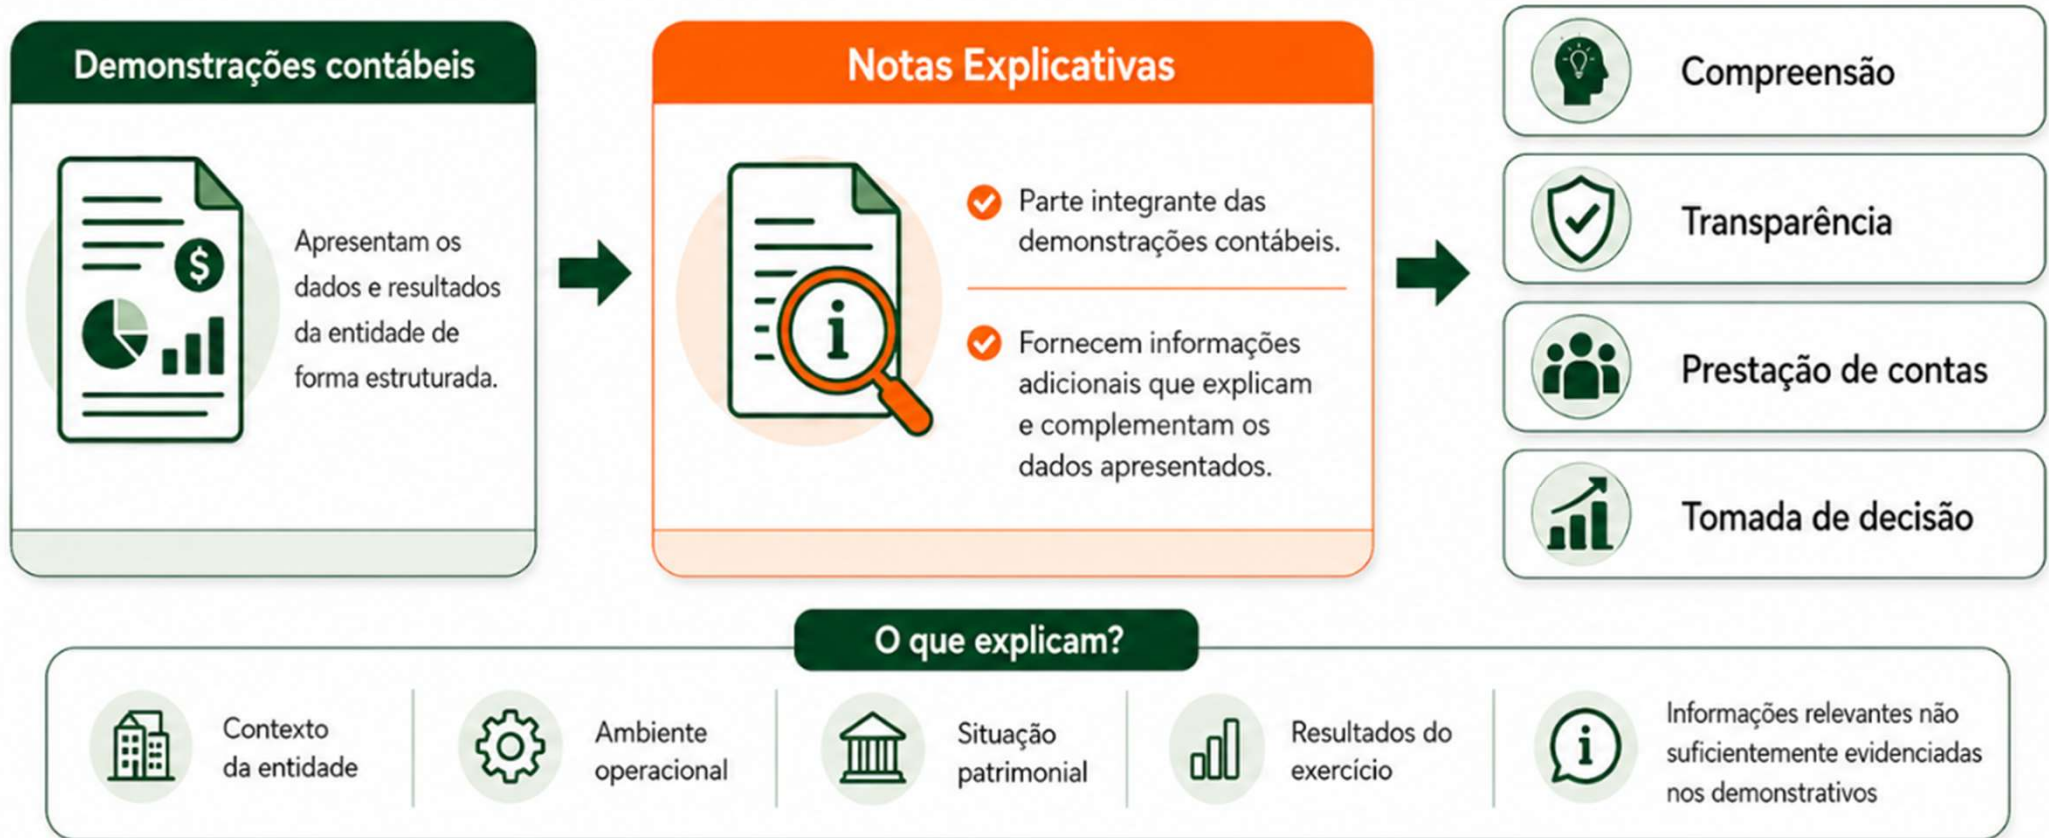 Demonstrações contábeis
$
Apresentam os
dados e resultados
da entidade de
forma estruturada.
Notas Explicativas
i
Parte integrante das
demonstrações contábeis.
Fornecem informações
adicionais que explicam
e complementam os
dados apresentados.
Compreensão
Transparência
Prestação de contas
Tomada de decisão
O que explicam?
Contexto
da entidade
Ambiente
operacional
Situação
patrimonial
Resultados do
exercício
i
Informações relevantes não
suficientemente evidenciadas
nos demonstrativos